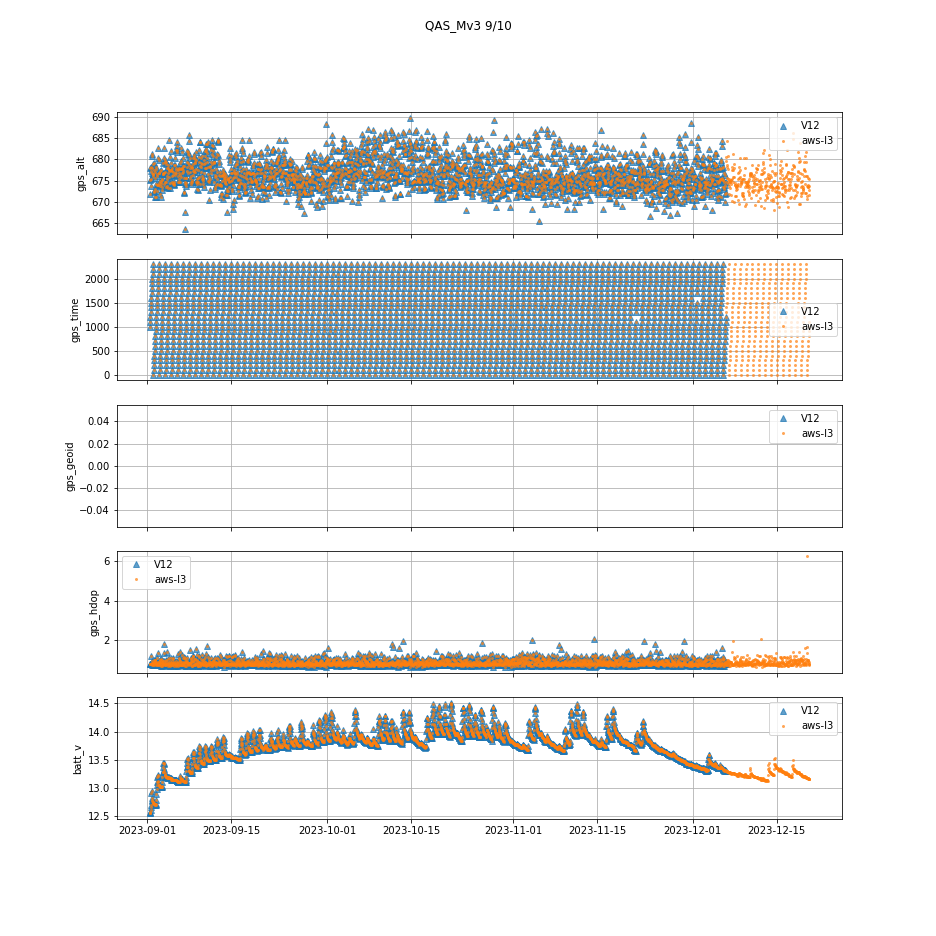 QAS_Mv3 9/10
690
685
680
675
670
665
gps_alt
V12
aws-l3
2000
1500
1000
500
0
gps_time
V12
aws-l3
0.04
0.02
0.00
−0.02
−0.04
gps_geoid
V12
aws-l3
6
4
2
gps_hdop
V12
aws-l3
14.5
14.0
13.5
13.0
12.5
batt_v
V12
aws-l3
2023-09-01 2023-09-15 2023-10-01 2023-10-15 2023-11-01 2023-11-15 2023-12-01 2023-12-15